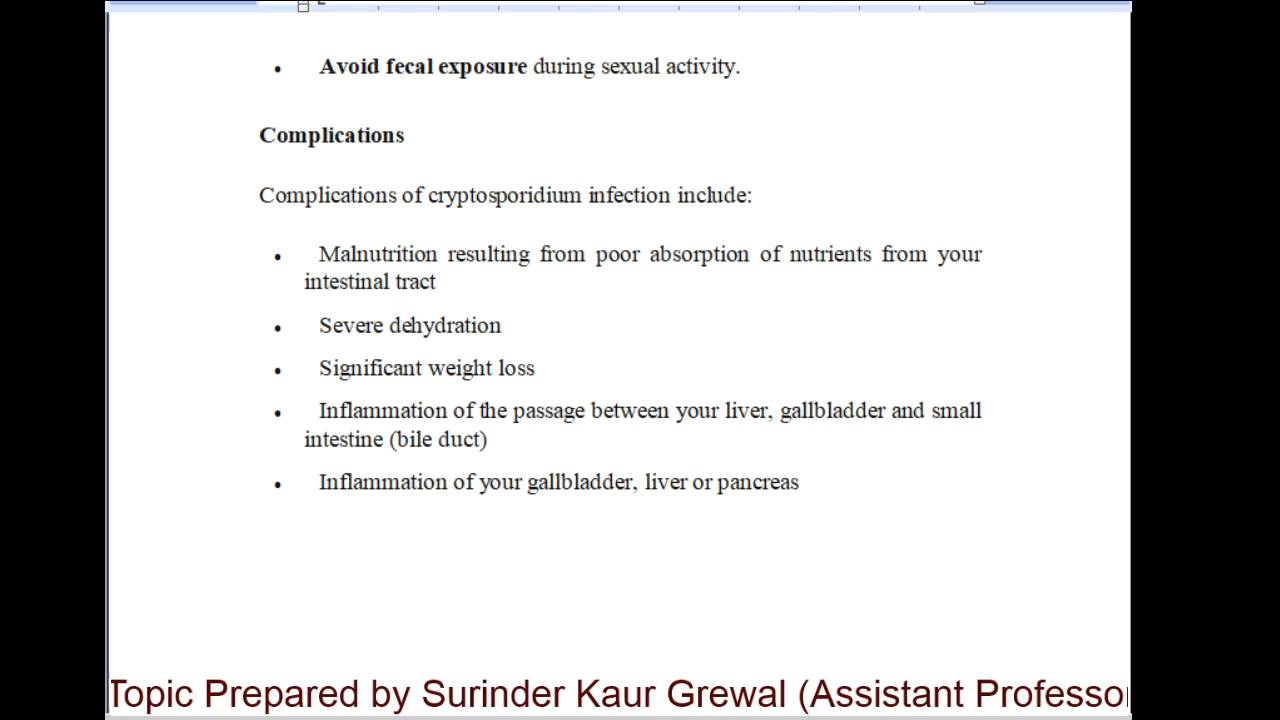 • Avoid fecal exposure during sexual activity.
Complications
Complications of cryptosporidium infection include:
• Malnutrition resulting from poor absorption of nutrients from your
intestinal tract
• Severe dehydration
• Significant weight loss
• Inflammation of the passage between your liver, gallbladder and small
intestine (bile duct)
• Inflammation of your gallbladder, liver or pancreas
Topic Prepared by Surinder Kaur Grewal (Assistant Professo